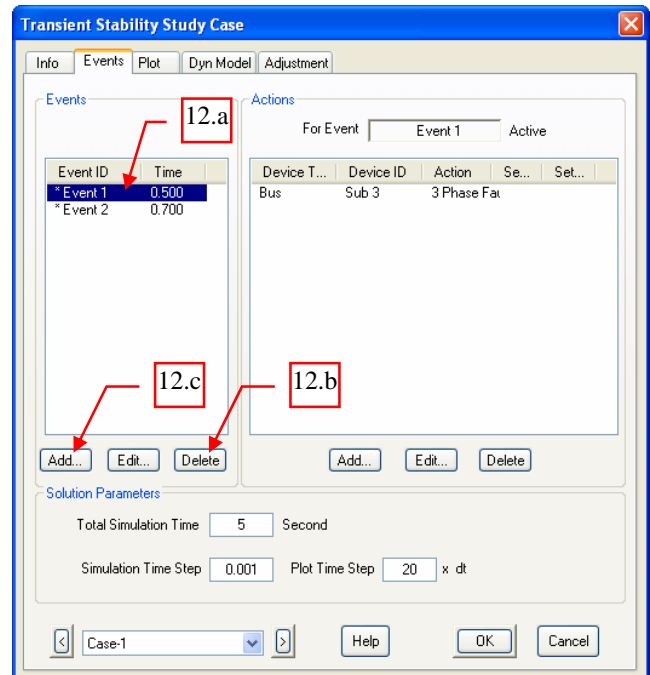 Transient Stability Study Case
Info Events Plot Dyn Model Adjustment
Events
12.a
Actions
For Event Event 1 Active
Event ID Time
* Event 1 0.500
* Event 2 0.700
Device T... Device ID Action Se... Set...
Bus Sub 3 3 Phase Fau
12.c
12.b
Add... Edit... Delete
Add... Edit... Delete
Solution Parameters
Total Simulation Time 5 Second
Simulation Time Step 0.001 Plot Time Step 20 x dt
< Case-1 > Help OK Cancel